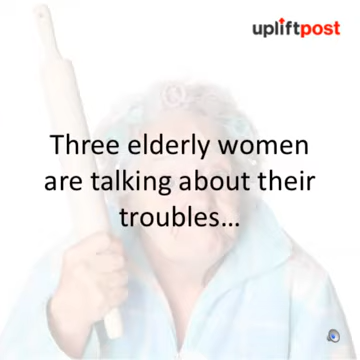 upliftpost
Three elderly women
are talking about their
troubles...